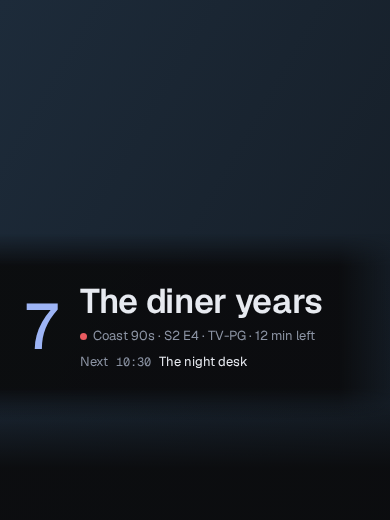 7
The diner years
Coast 90s · S2 E4 · TV-PG · 12 min left
Next 10:30 The night desk